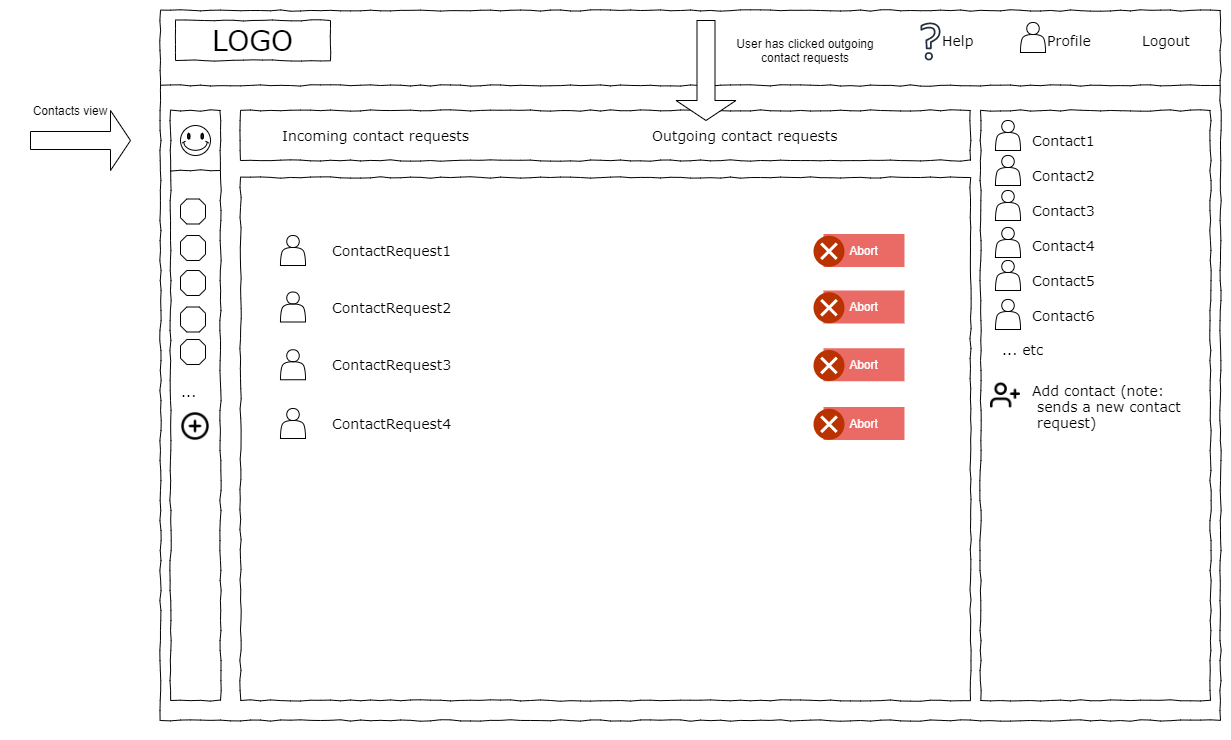 LOGO
User has clicked outgoing
contact requests
Help
Profile
Logout
Contacts view
Incoming contact requests
Outgoing contact requests
ContactRequest1
Abort
ContactRequest2
Abort
ContactRequest3
Abort
ContactRequest4
Abort
...
Contact1
Contact2
Contact3
Contact4
Contact5
Contact6
... etc
Add contact (note:
sends a new contact
request)